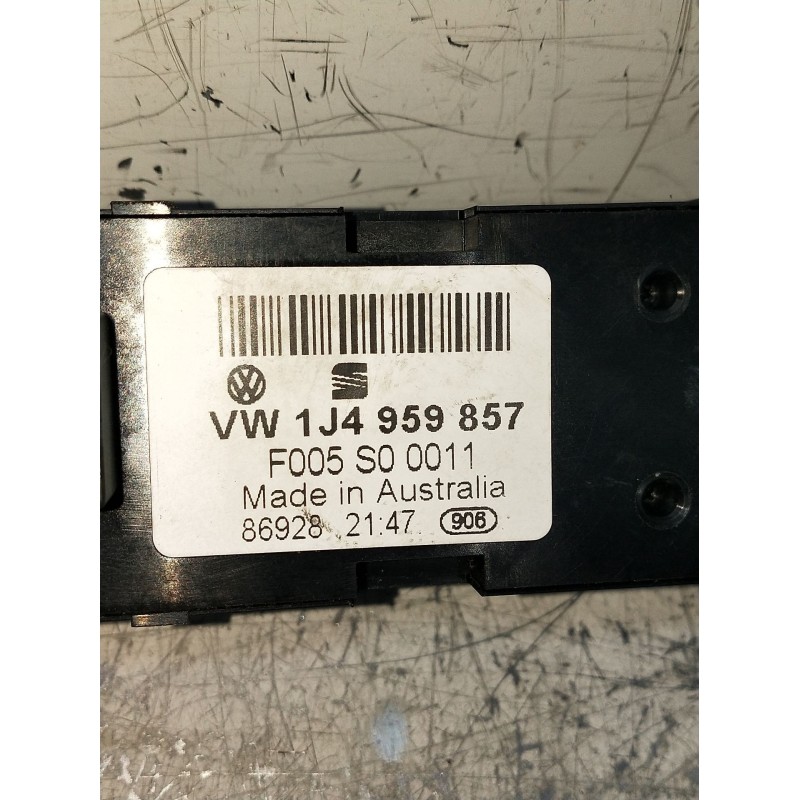 VW 1J4 959 857
F005 S0 0011
Made in Australia
86928 21:47 906